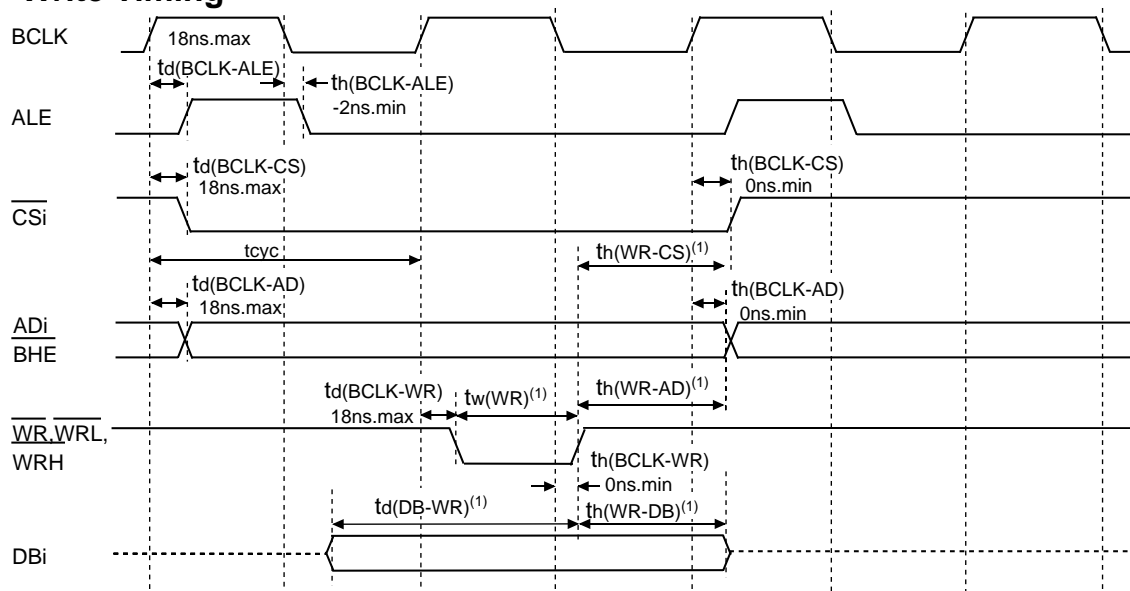 Write Timing
BCLK
18ns.max
td(BCLK-ALE)
th(BCLK-ALE)
-2ns.min
ALE
td(BCLK-CS)
18ns.max
th(BCLK-CS)
0ns.min
CSi
tcyc
th(WR-CS)(1)
td(BCLK-AD)
18ns.max
th(BCLK-AD)
0ns.min
ADi
BHE
td(BCLK-WR)
18ns.max
tw(WR)(1)
th(WR-AD)(1)
WR,WRL,
WRH
th(BCLK-WR)
0ns.min
td(DB-WR)(1)
th(WR-DB)(1)
DBi